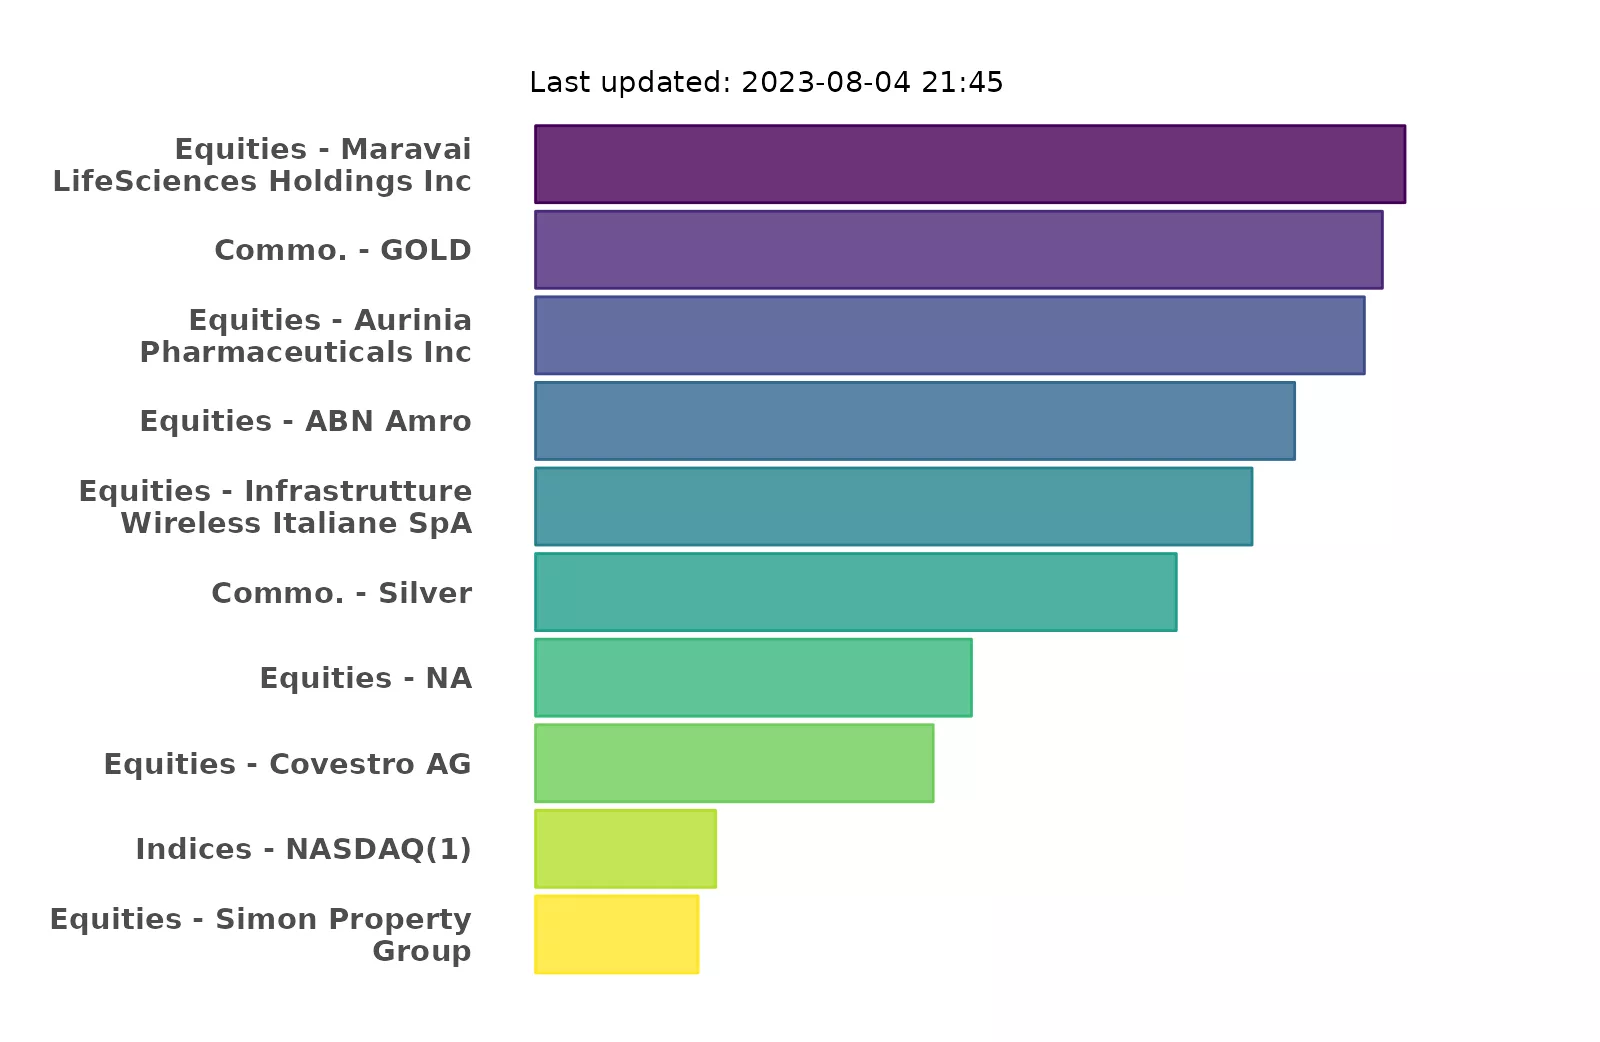 Last updated: 2023-08-04 21:45
Equities - Maravai
LifeSciences Holdings Inc
Commo. - GOLD
Equities - Aurinia
Pharmaceuticals Inc
Equities - ABN Amro
Equities - Infrastrutture
Wireless Italiane SpA
Commo. - Silver
Equities - NA
Equities - Covestro AG
Indices - NASDAQ(1)
Equities - Simon Property
Group